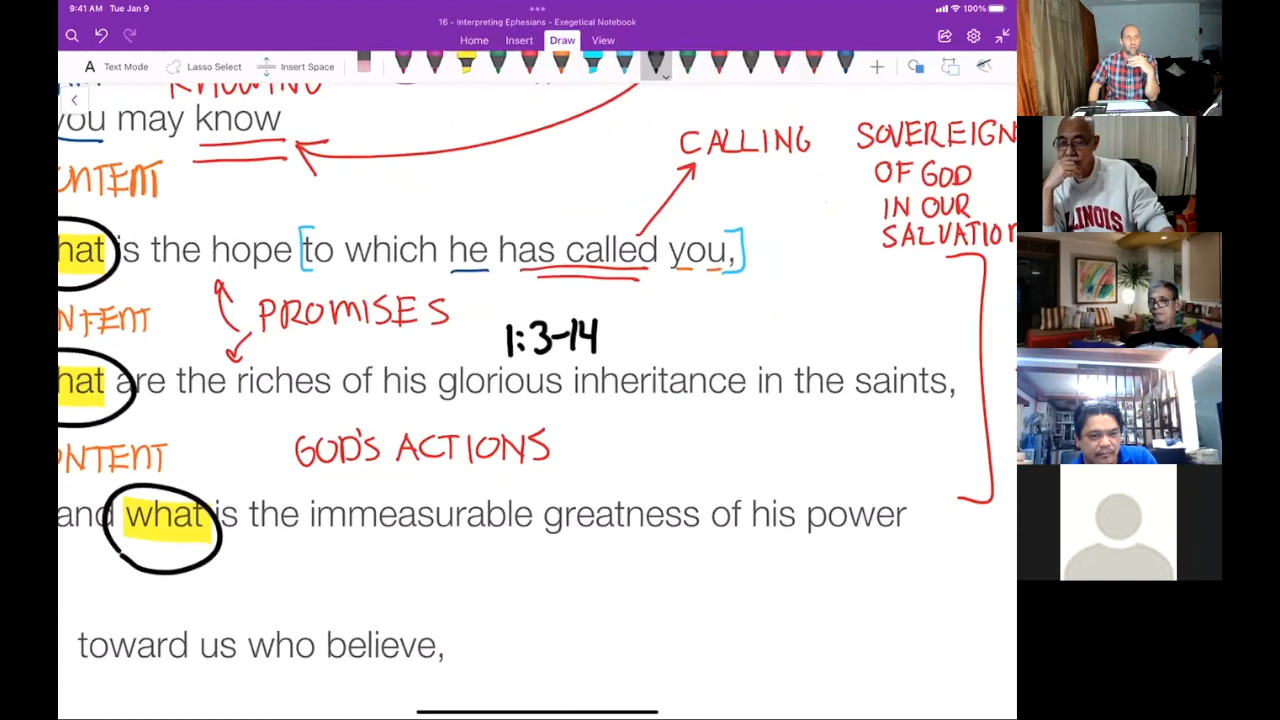 9:41 AM Tue Jan 9
100%
16 - Interpreting Ephesians - Exegetical Notebook
Home Insert Draw View
A Text Mode Lasso Select Insert Space
KNOWING
you may know
CALLING
SOVEREIGN
OF GOD
IN OUR
SALVATION
ONTENT
hat is the hope [to which he has called you,]
PROMISES
NTENT
1:3-14
hat are the riches of his glorious inheritance in the saints,
GOD'S ACTIONS
ONTENT
and what is the immeasurable greatness of his power
toward us who believe,
ILLINOIS